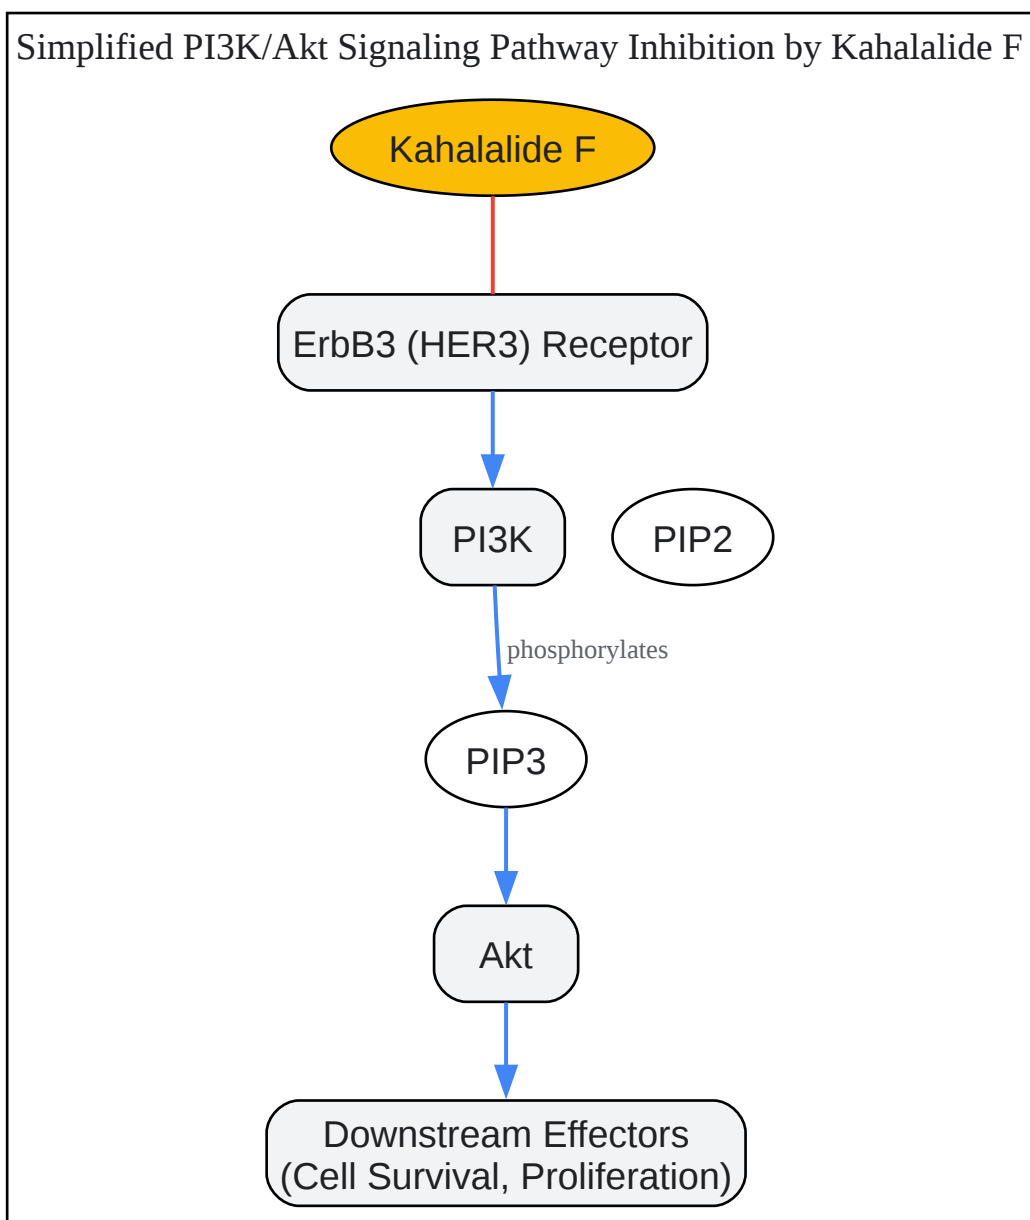 Simplified PI3K/Akt Signaling Pathway Inhibition by Kahalalide F
Kahalalide F
ErbB3 (HER3) Receptor
PI3K
PIP2
phosphorylates
PIP3
Akt
Downstream Effectors
(Cell Survival, Proliferation)